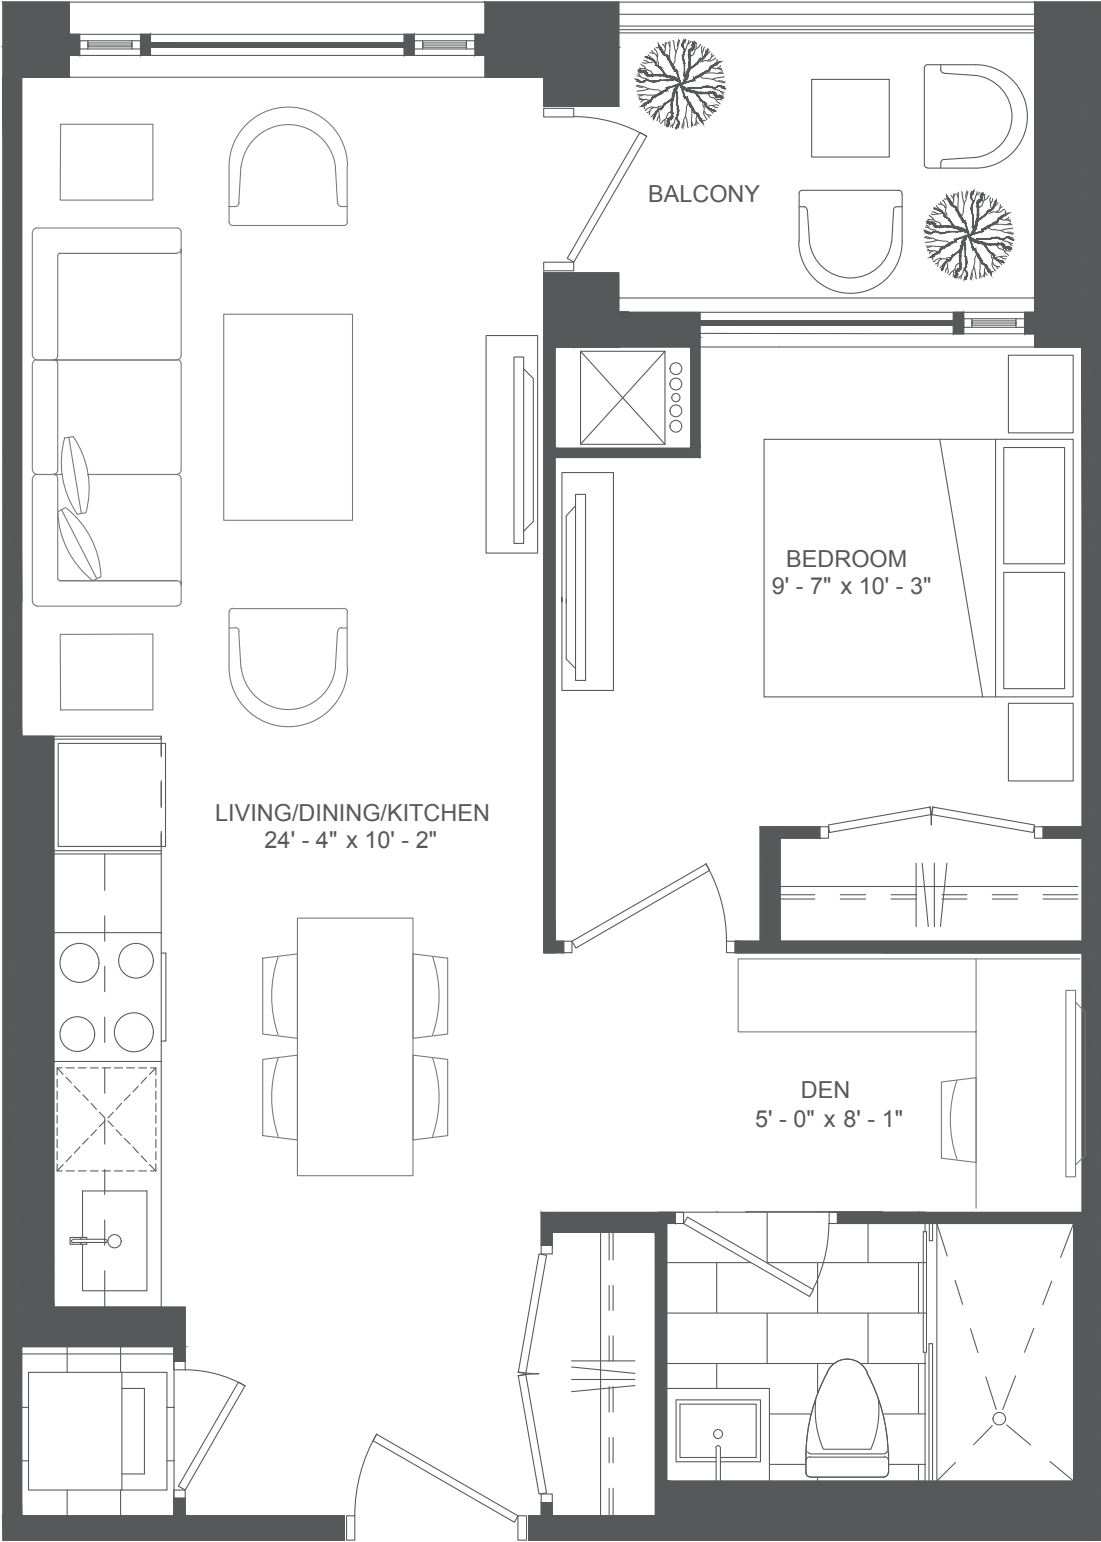 BALCONY
BEDROOM
9' - 7" x 10' - 3"
LIVING/DINING/KITCHEN
24' - 4" x 10' - 2"
DEN
5' - 0" x 8' - 1"